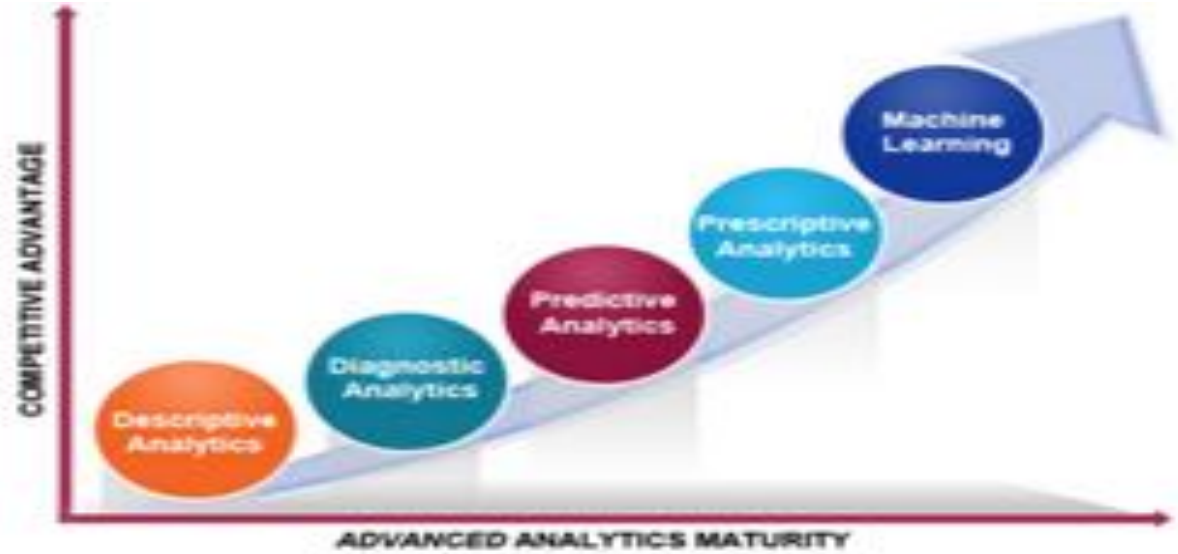 COMPETITIVE ADVANTAGE
Machine
Learning
Prescriptive
Analytics
Predictive
Analytics
Diagnostic
Analytics
Descriptive
Analytics
ADVANCED ANALYTICS MATURITY